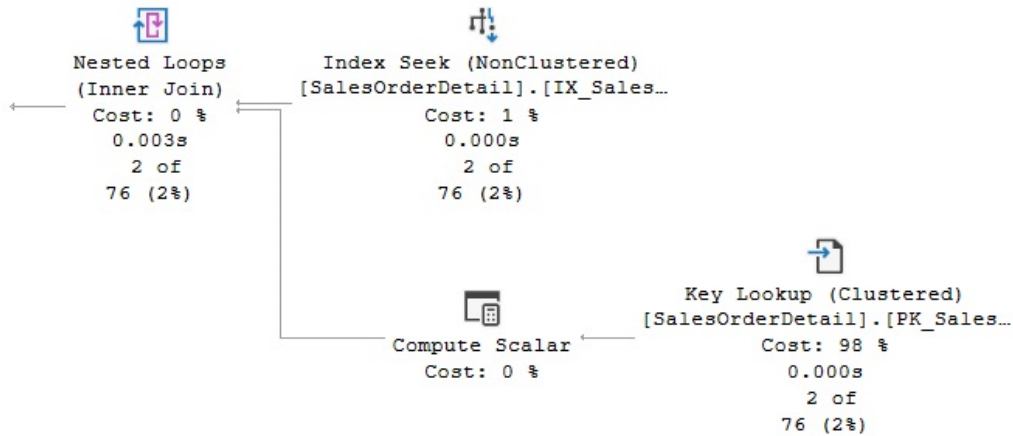 Nested Loops
(Inner Join)
Cost: 0 %
0.003s
2 of
76 (2%)
Index Seek (NonClustered)
[SalesOrderDetail].[IX_Sales…
Cost: 1 %
0.000s
2 of
76 (2%)
Compute Scalar
Cost: 0 %
Key Lookup (Clustered)
[SalesOrderDetail].[PK_Sales…
Cost: 98 %
0.000s
2 of
76 (2%)